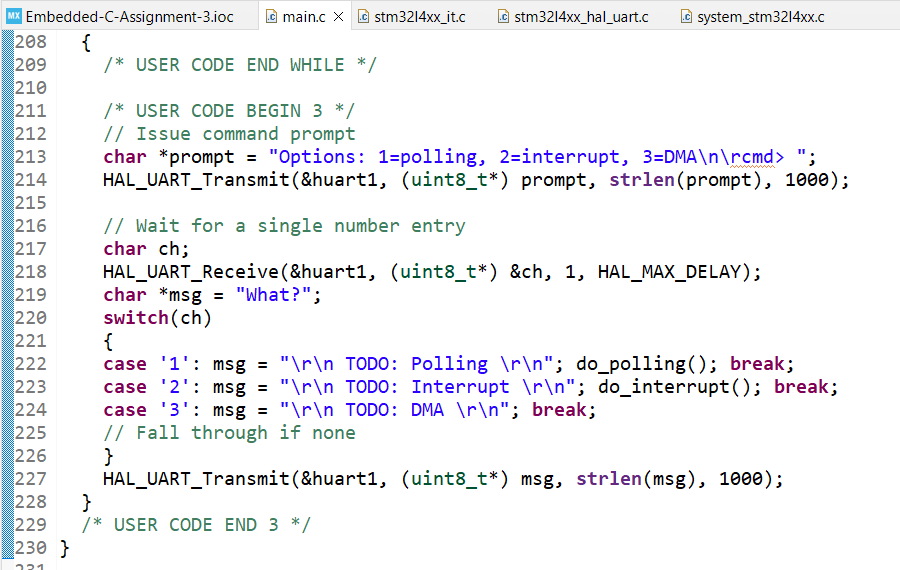 MX Embedded-C-Assignment-3.ioc main.c stm32l4xx_it.c stm32l4xx_hal_uart.c system_stm32l4xx.c
208 {
209 /* USER CODE END WHILE */
210
211 /* USER CODE BEGIN 3 */
212 // Issue command prompt
213 char *prompt = "Options: 1=polling, 2=interrupt, 3=DMA\n\rcmd> ";
214 HAL_UART_Transmit(&huart1, (uint8_t*) prompt, strlen(prompt), 1000);
215
216 // Wait for a single number entry
217 char ch;
218 HAL_UART_Receive(&huart1, (uint8_t*) &ch, 1, HAL_MAX_DELAY);
219 char *msg = "What?";
220 switch(ch)
221 {
222 case '1': msg = "\r\n TODO: Polling \r\n"; do_polling(); break;
223 case '2': msg = "\r\n TODO: Interrupt \r\n"; do_interrupt(); break;
224 case '3': msg = "\r\n TODO: DMA \r\n"; break;
225 // Fall through if none
226 }
227 HAL_UART_Transmit(&huart1, (uint8_t*) msg, strlen(msg), 1000);
228 }
229 /* USER CODE END 3 */
230 }
231